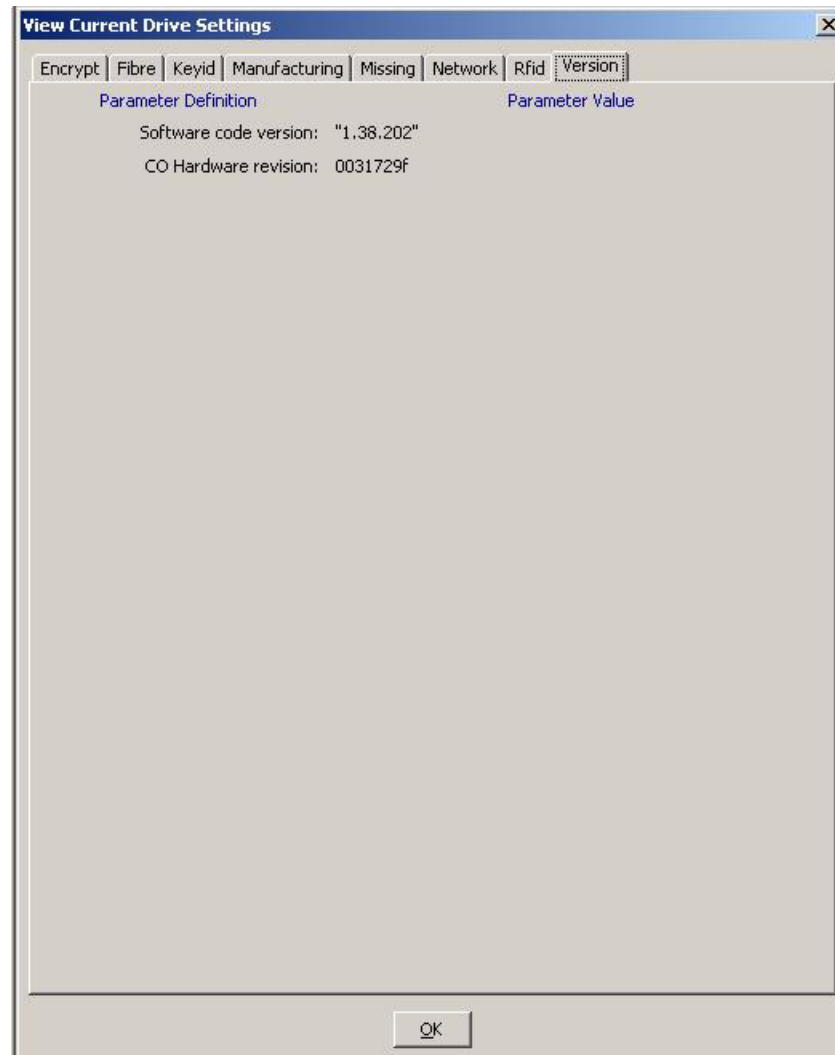 View Current Drive Settings
Encrypt Fibre Keyid Manufacturing Missing Network Rfid Version
Parameter Definition Parameter Value
Software code version: "1.38.202"
CO Hardware revision: 0031729f
OK